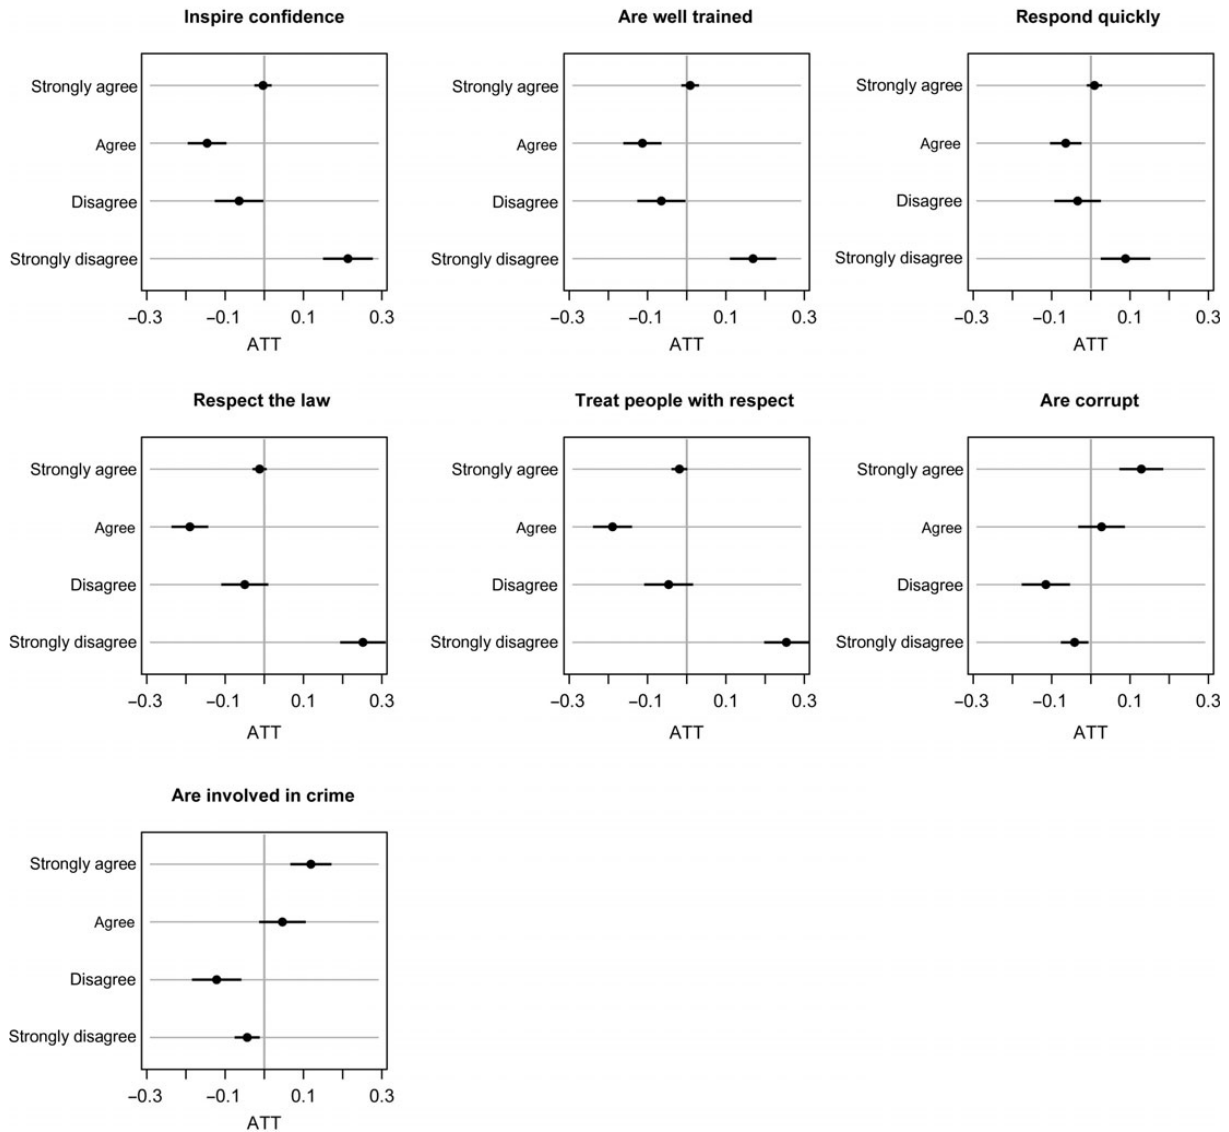 Inspire confidence
Are well trained
Respond quickly
Strongly agree
Agree
Disagree
Strongly disagree
−0.3 −0.1 0.1 0.3
ATT
Strongly agree
Agree
Disagree
Strongly disagree
−0.3 −0.1 0.1 0.3
ATT
Strongly agree
Agree
Disagree
Strongly disagree
−0.3 −0.1 0.1 0.3
ATT
Respect the law
Treat people with respect
Are corrupt
Strongly agree
Agree
Disagree
Strongly disagree
−0.3 −0.1 0.1 0.3
ATT
Strongly agree
Agree
Disagree
Strongly disagree
−0.3 −0.1 0.1 0.3
ATT
Strongly agree
Agree
Disagree
Strongly disagree
−0.3 −0.1 0.1 0.3
ATT
Are involved in crime
Strongly agree
Agree
Disagree
Strongly disagree
−0.3 −0.1 0.1 0.3
ATT